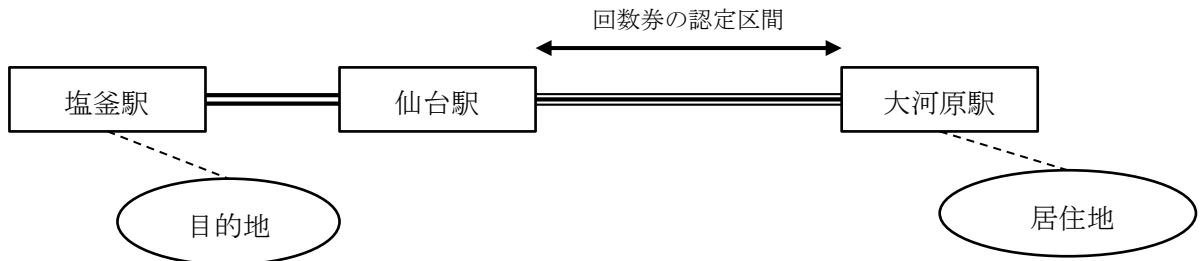 回数券の認定区間
塩釜駅
仙台駅
大河原駅
目的地
居住地